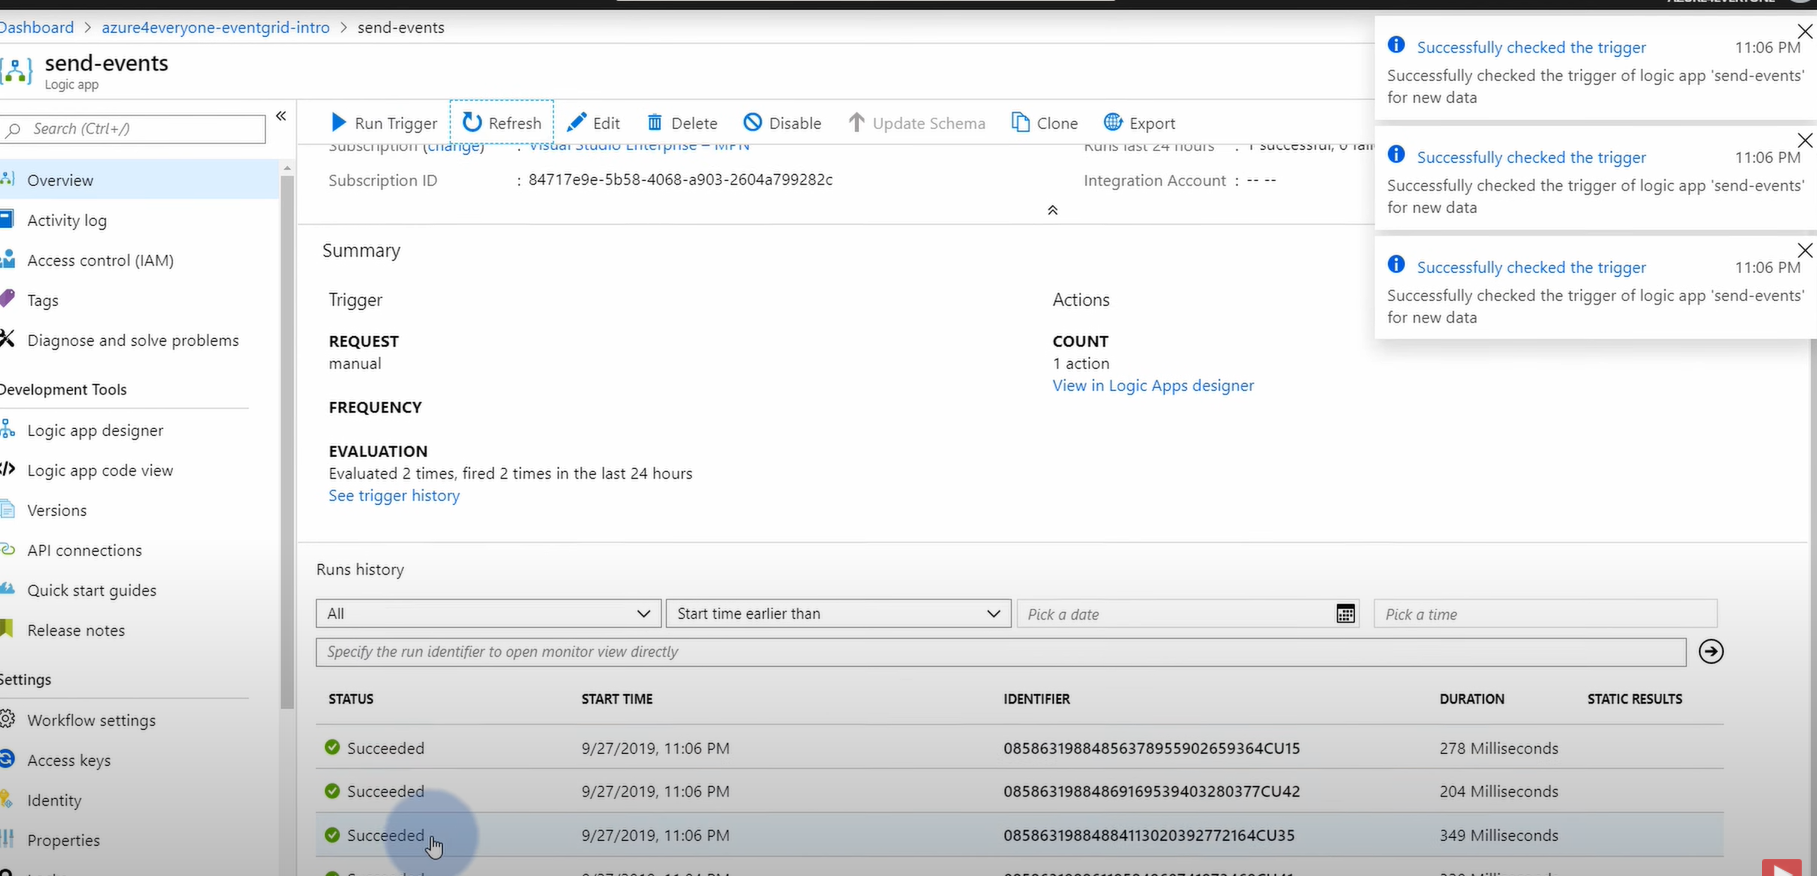 Dashboard > azure4everyone-eventgrid-intro > send-events
send-events
Logic app
Search (Ctrl+/)
Overview
Activity log
Access control (IAM)
Tags
Diagnose and solve problems
Development Tools
Logic app designer
Logic app code view
Versions
API connections
Quick start guides
Release notes
Settings
Workflow settings
Access keys
Identity
Properties
Run Trigger Refresh Edit Delete Disable Update Schema Clone Export
Subscription (change) : Visual Studio Enterprise – MPN Runs last 24 hours : 1 successful, 0
Subscription ID : 84717e9e-5b58-4068-a903-2604a799282c Integration Account : -- --
Summary
Trigger
REQUEST
manual
FREQUENCY
EVALUATION
Evaluated 2 times, fired 2 times in the last 24 hours
See trigger history
Actions
COUNT
1 action
View in Logic Apps designer
Runs history
All Start time earlier than Pick a date Pick a time
Specify the run identifier to open monitor view directly
STATUS START TIME IDENTIFIER DURATION STATIC RESULTS
Succeeded 9/27/2019, 11:06 PM 08586319884856378955902659364CU15 278 Milliseconds
Succeeded 9/27/2019, 11:06 PM 08586319884869169539403280377CU42 204 Milliseconds
Succeeded 9/27/2019, 11:06 PM 08586319884884113020392772164CU35 349 Milliseconds
Successfully checked the trigger 11:06 PM
Successfully checked the trigger of logic app 'send-events'
for new data
Successfully checked the trigger 11:06 PM
Successfully checked the trigger of logic app 'send-events'
for new data
Successfully checked the trigger 11:06 PM
Successfully checked the trigger of logic app 'send-events'
for new data